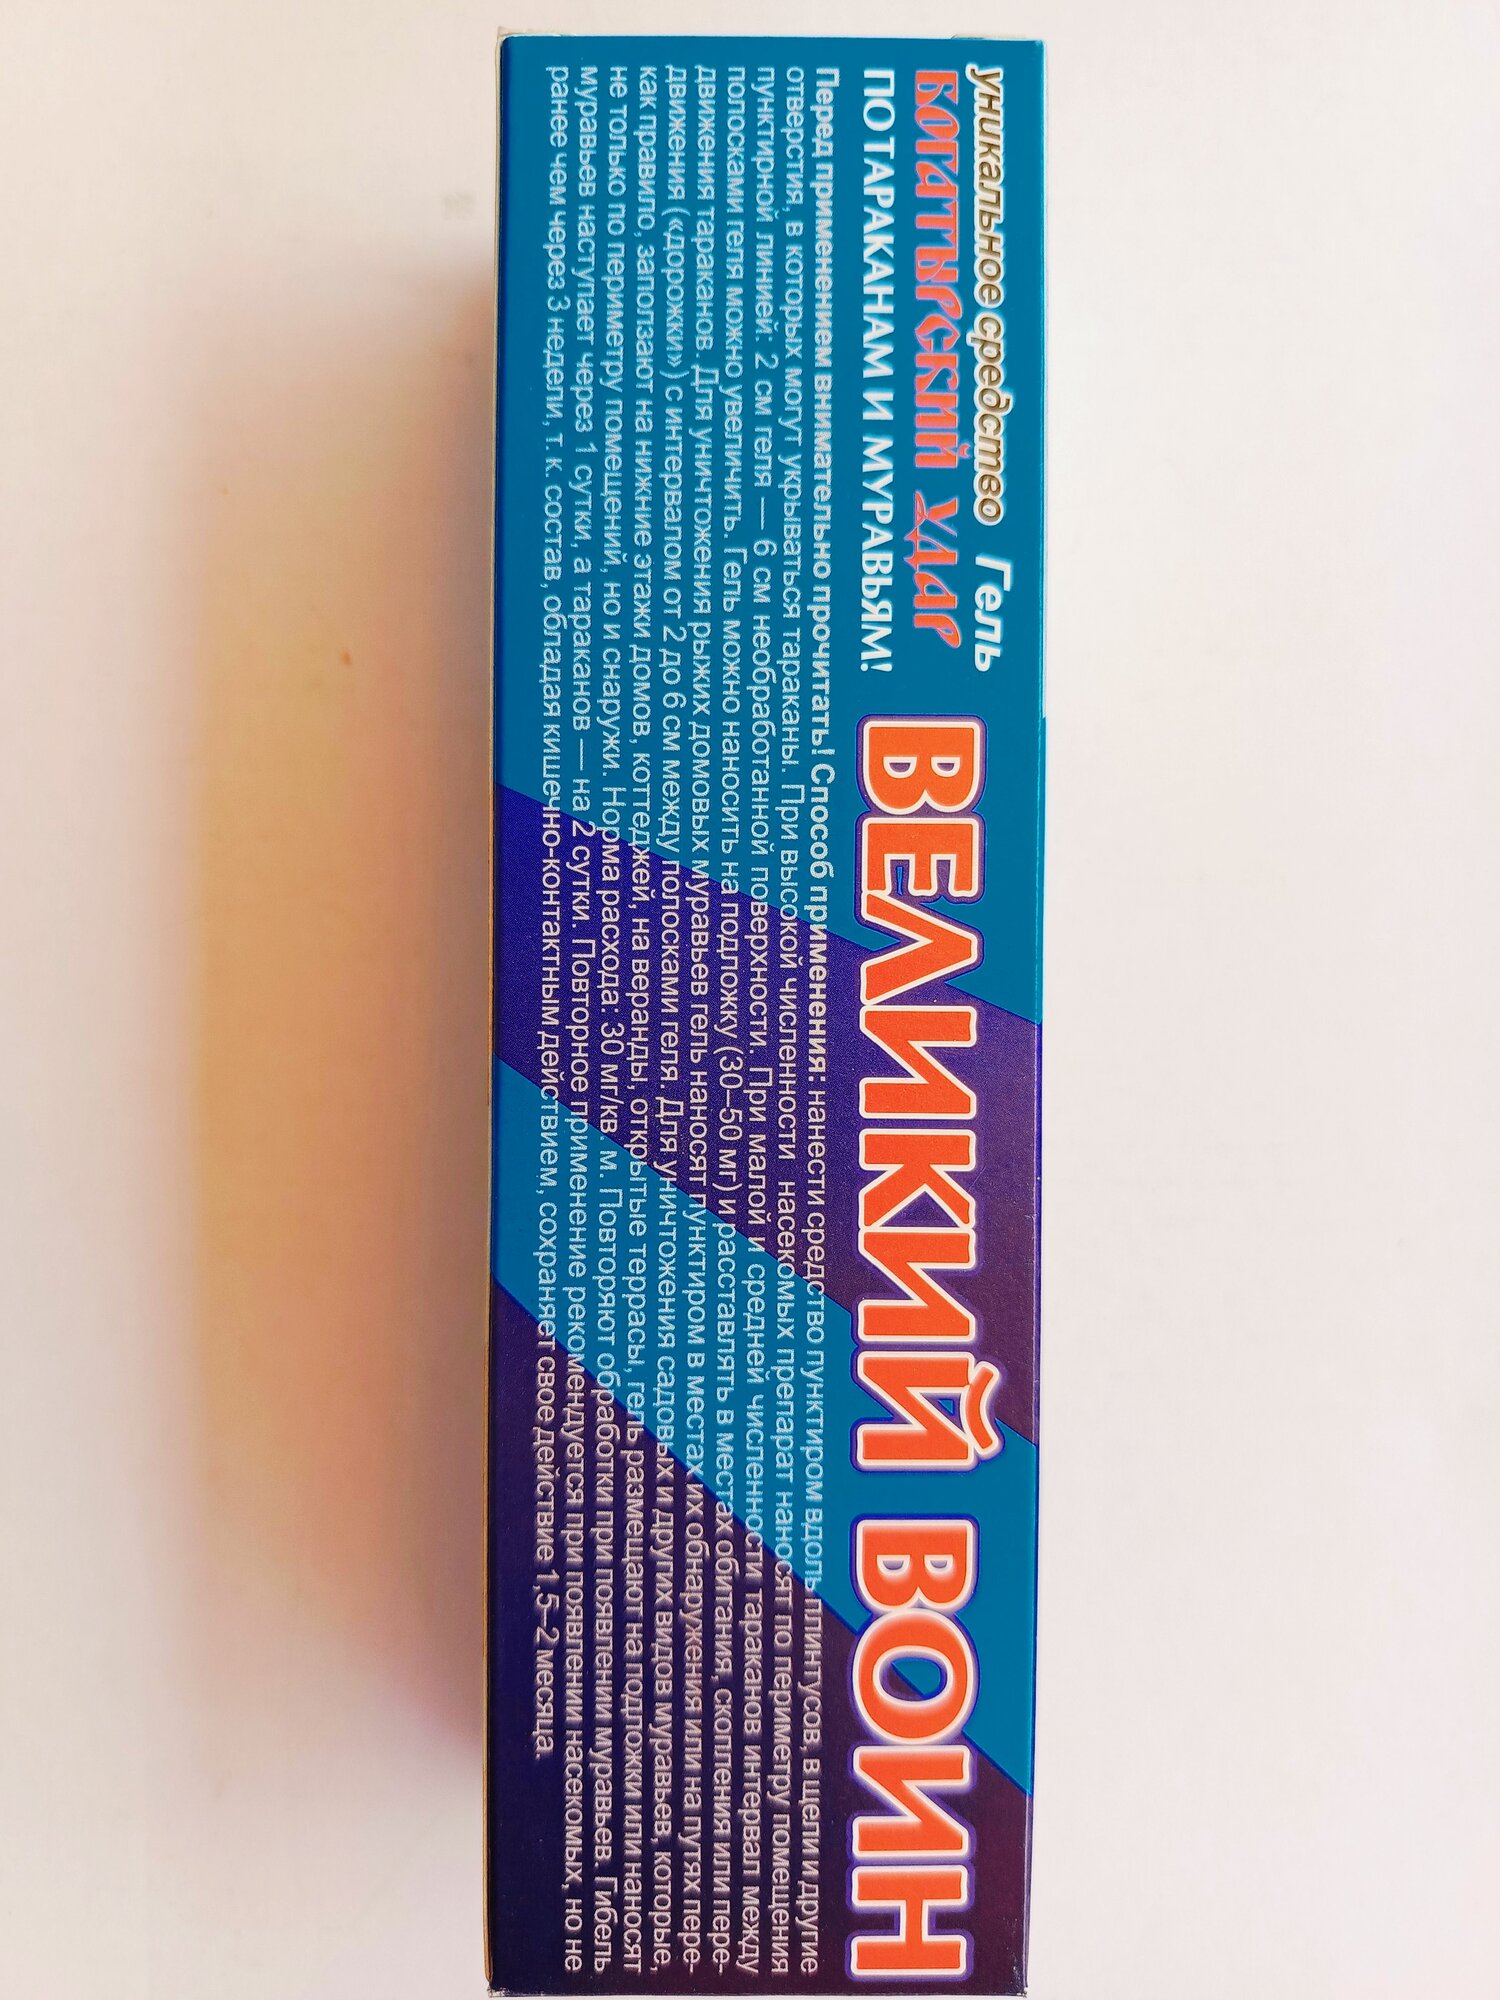 уникальное средство Гель
БОГАТЫРСКИЙ УДАР
ПО ТАРАКАНАМ И МУРАВЬЯМ!
ВЕЛИКИЙ ВОИН
Перед применением внимательно прочитать! Способ применения: нанести средство пунктиром вдоль плинтусов, в щели и другие
отверстия, в которых могут укрываться тараканы. При высокой численности насекомых препарат наносят по периметру помещения
пунктирной линией: 2 см геля — 6 см необработанной поверхности. При малой и средней численности тараканов интервал между
полосками геля можно увеличить. Гель можно наносить на подложку (30–50 мг) и расставлять в местах обитания, скопления или пере-
движения тараканов. Для уничтожения рыжих домовых муравьев гель наносят пунктиром в местах их обнаружения или на путях пере-
движения («дорожки») с интервалом от 2 до 6 см между полосками геля. Для уничтожения садовых и других видов муравьев, которые,
как правило, заползают на нижние этажи домов, коттеджей, на веранды, открытые террасы, гель размещают на подложки или наносят
не только по периметру помещений, но и снаружи. Норма расхода: 30 мг/кв. м. Повторяют обработки при появлении муравьев. Гибель
муравьев наступает через 1 сутки, а тараканов — на 2 сутки. Повторное применение рекомендуется при появлении насекомых, но не
ранее чем через 3 недели, т. к. состав, обладая кишечно-контактным действием, сохраняет свое действие 1,5–2 месяца.